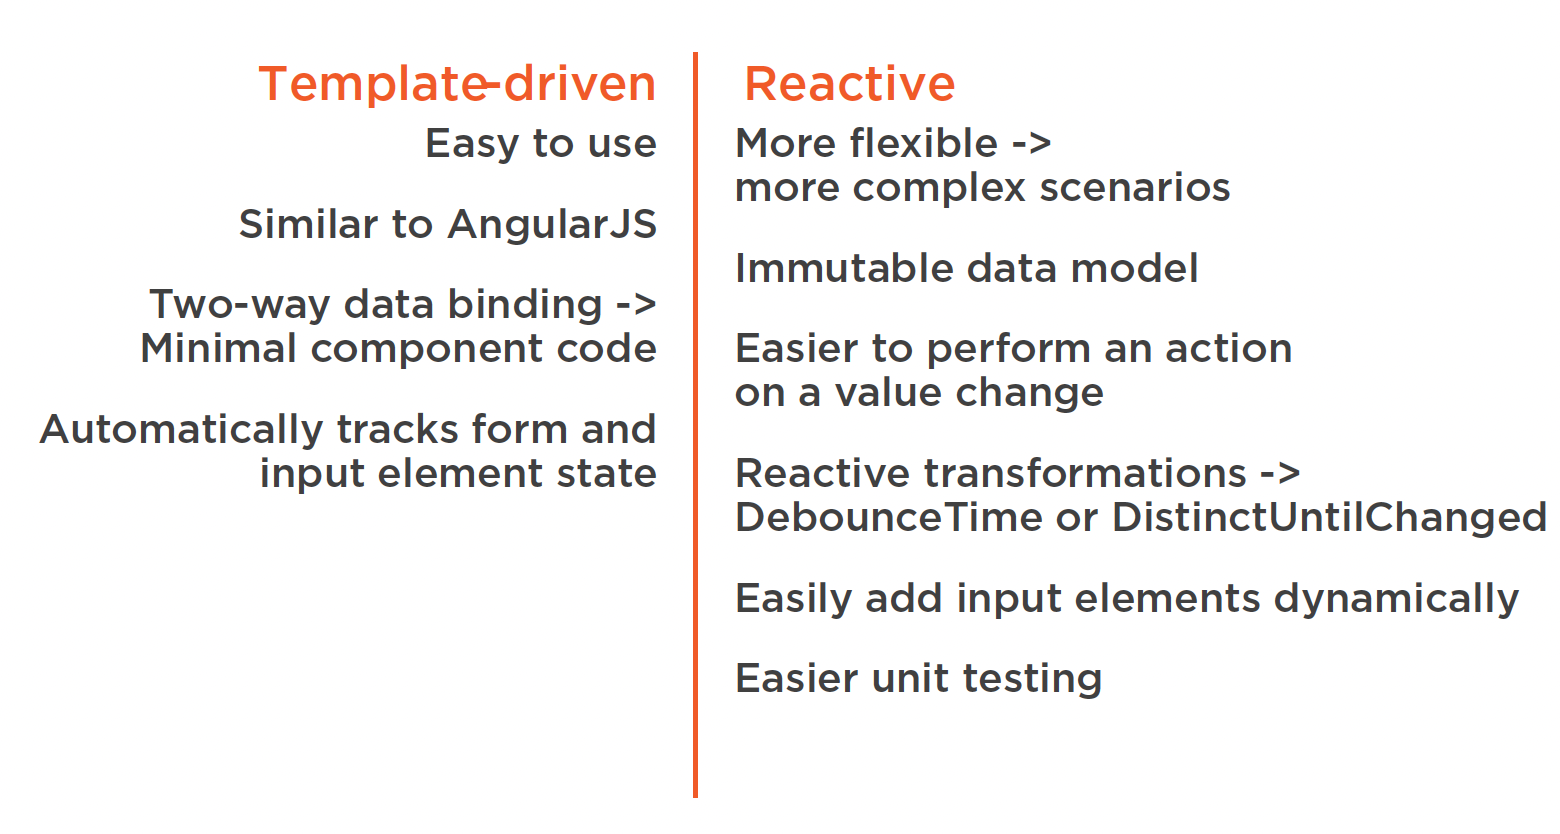 Template-driven
Easy to use
Similar to AngularJS
Two-way data binding ->
Minimal component code
Automatically tracks form and
input element state
Reactive
More flexible ->
more complex scenarios
Immutable data model
Easier to perform an action
on a value change
Reactive transformations ->
DebounceTime or DistinctUntilChanged
Easily add input elements dynamically
Easier unit testing